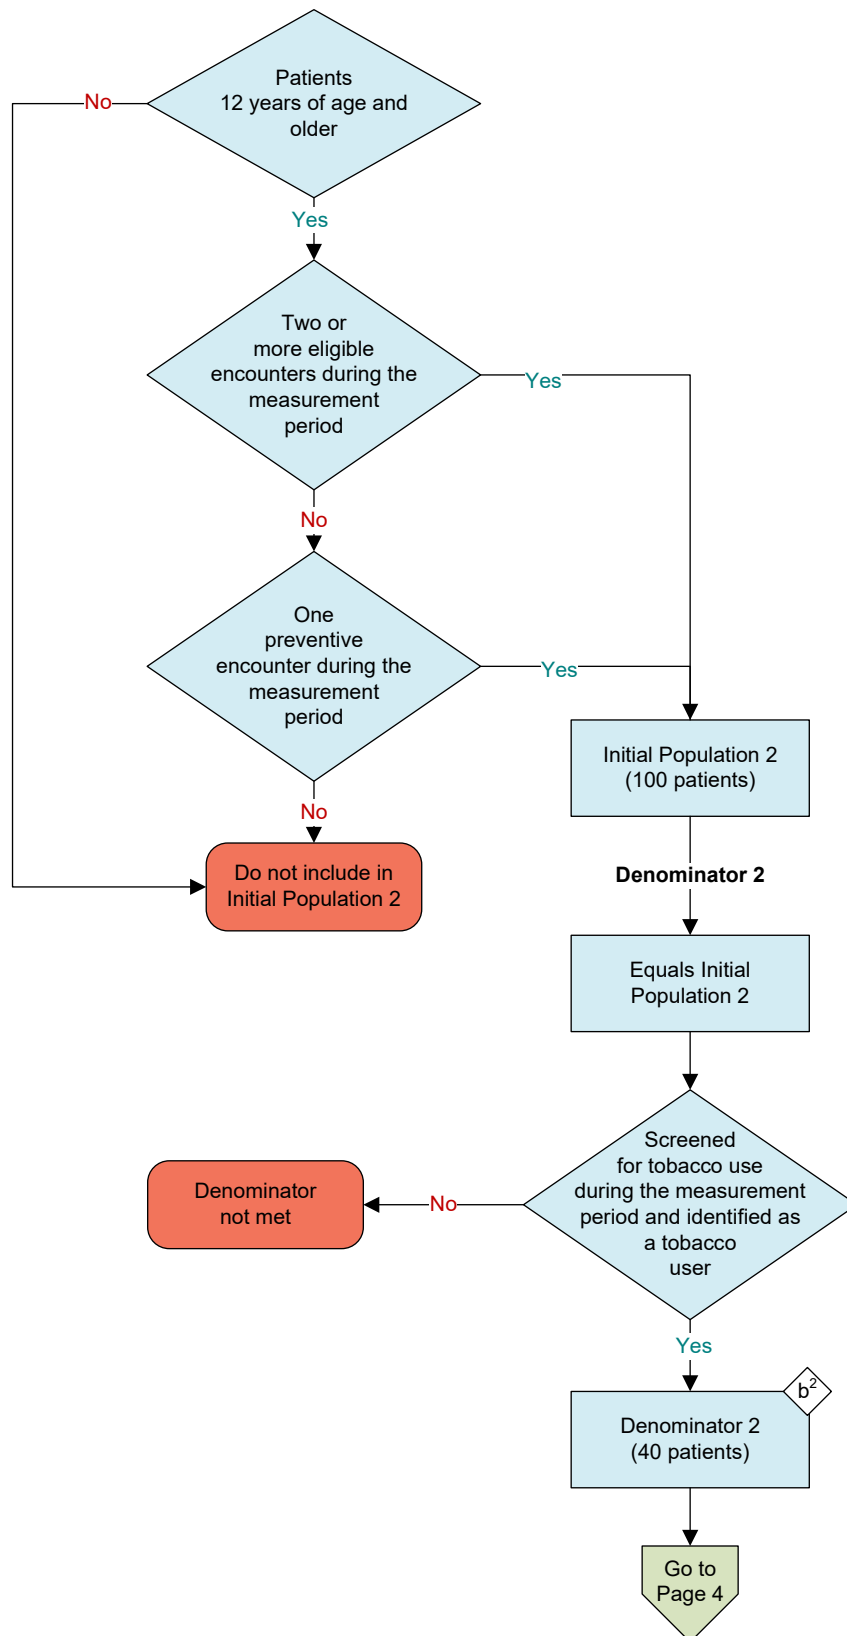 Patients
12 years of age and
older
No
Yes
Two or
more eligible
encounters during the
measurement
period
Yes
No
One
preventive
encounter during the
measurement
period
Yes
No
Initial Population 2
(100 patients)
Do not include in
Initial Population 2
Denominator 2
Equals Initial
Population 2
Screened
for tobacco use
during the measurement
period and identified as
a tobacco
user
No
Denominator
not met
Yes
b²
Denominator 2
(40 patients)
Go to
Page 4